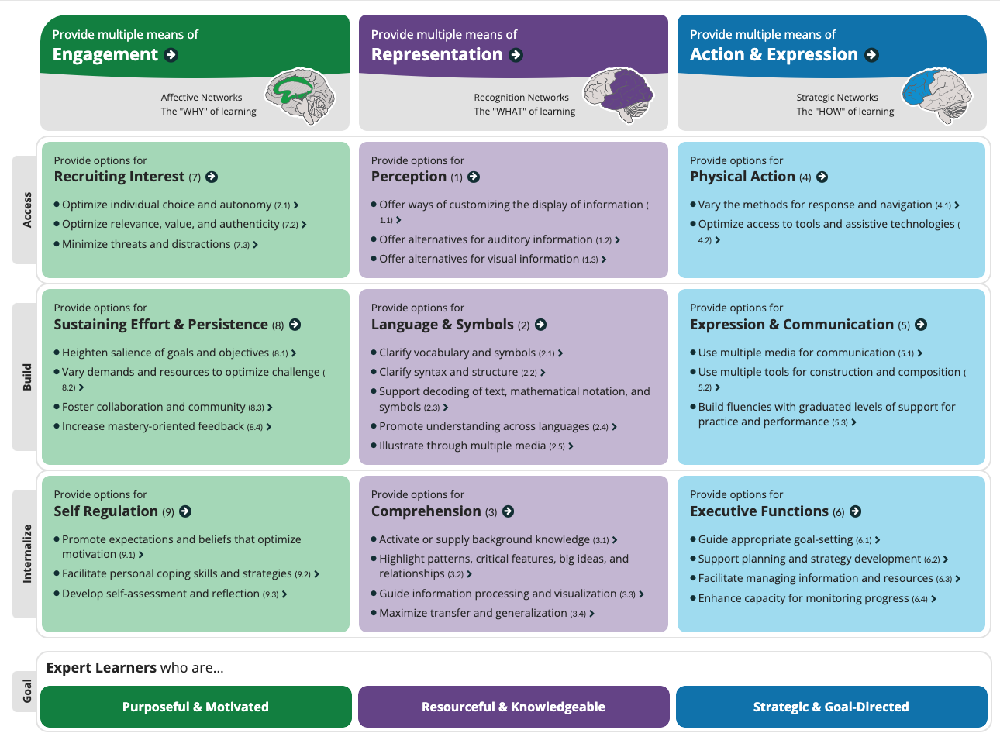 Provide multiple means of
Engagement
Affective Networks
The "WHY" of learning
Provide multiple means of
Representation
Recognition Networks
The "WHAT" of learning
Provide multiple means of
Action & Expression
Strategic Networks
The "HOW" of learning
Access
Provide options for
Recruiting Interest (7)
Optimize individual choice and autonomy (7.1)
Optimize relevance, value, and authenticity (7.2)
Minimize threats and distractions (7.3)
Provide options for
Perception (1)
Offer ways of customizing the display of information (
1.1)
Offer alternatives for auditory information (1.2)
Offer alternatives for visual information (1.3)
Provide options for
Physical Action (4)
Vary the methods for response and navigation (4.1)
Optimize access to tools and assistive technologies (
4.2)
Build
Provide options for
Sustaining Effort & Persistence (8)
Heighten salience of goals and objectives (8.1)
Vary demands and resources to optimize challenge (
8.2)
Foster collaboration and community (8.3)
Increase mastery-oriented feedback (8.4)
Provide options for
Language & Symbols (2)
Clarify vocabulary and symbols (2.1)
Clarify syntax and structure (2.2)
Support decoding of text, mathematical notation, and
symbols (2.3)
Promote understanding across languages (2.4)
Illustrate through multiple media (2.5)
Provide options for
Expression & Communication (5)
Use multiple media for communication (5.1)
Use multiple tools for construction and composition (
5.2)
Build fluencies with graduated levels of support for
practice and performance (5.3)
Internalize
Provide options for
Self Regulation (9)
Promote expectations and beliefs that optimize
motivation (9.1)
Facilitate personal coping skills and strategies (9.2)
Develop self-assessment and reflection (9.3)
Provide options for
Comprehension (3)
Activate or supply background knowledge (3.1)
Highlight patterns, critical features, big ideas, and
relationships (3.2)
Guide information processing and visualization (3.3)
Maximize transfer and generalization (3.4)
Provide options for
Executive Functions (6)
Guide appropriate goal-setting (6.1)
Support planning and strategy development (6.2)
Facilitate managing information and resources (6.3)
Enhance capacity for monitoring progress (6.4)
Goal
Expert Learners who are...
Purposeful & Motivated
Resourceful & Knowledgeable
Strategic & Goal-Directed